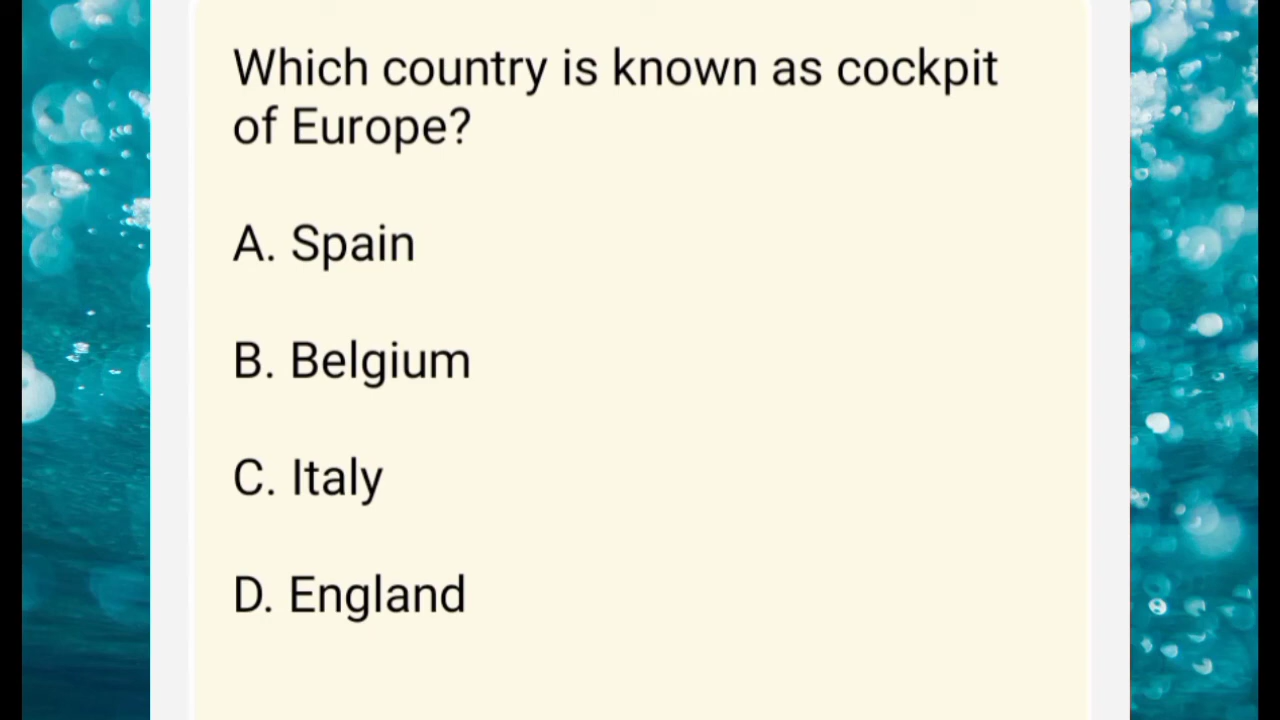 Which country is known as cockpit
of Europe?
A. Spain
B. Belgium
C. Italy
D. England